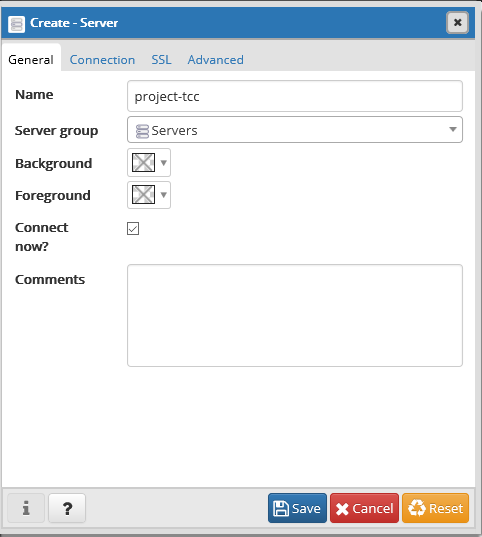 Create - Server
General Connection SSL Advanced
Name project-tcc
Server group Servers
Background
Foreground
Connect
now?
Comments
i ? Save Cancel Reset